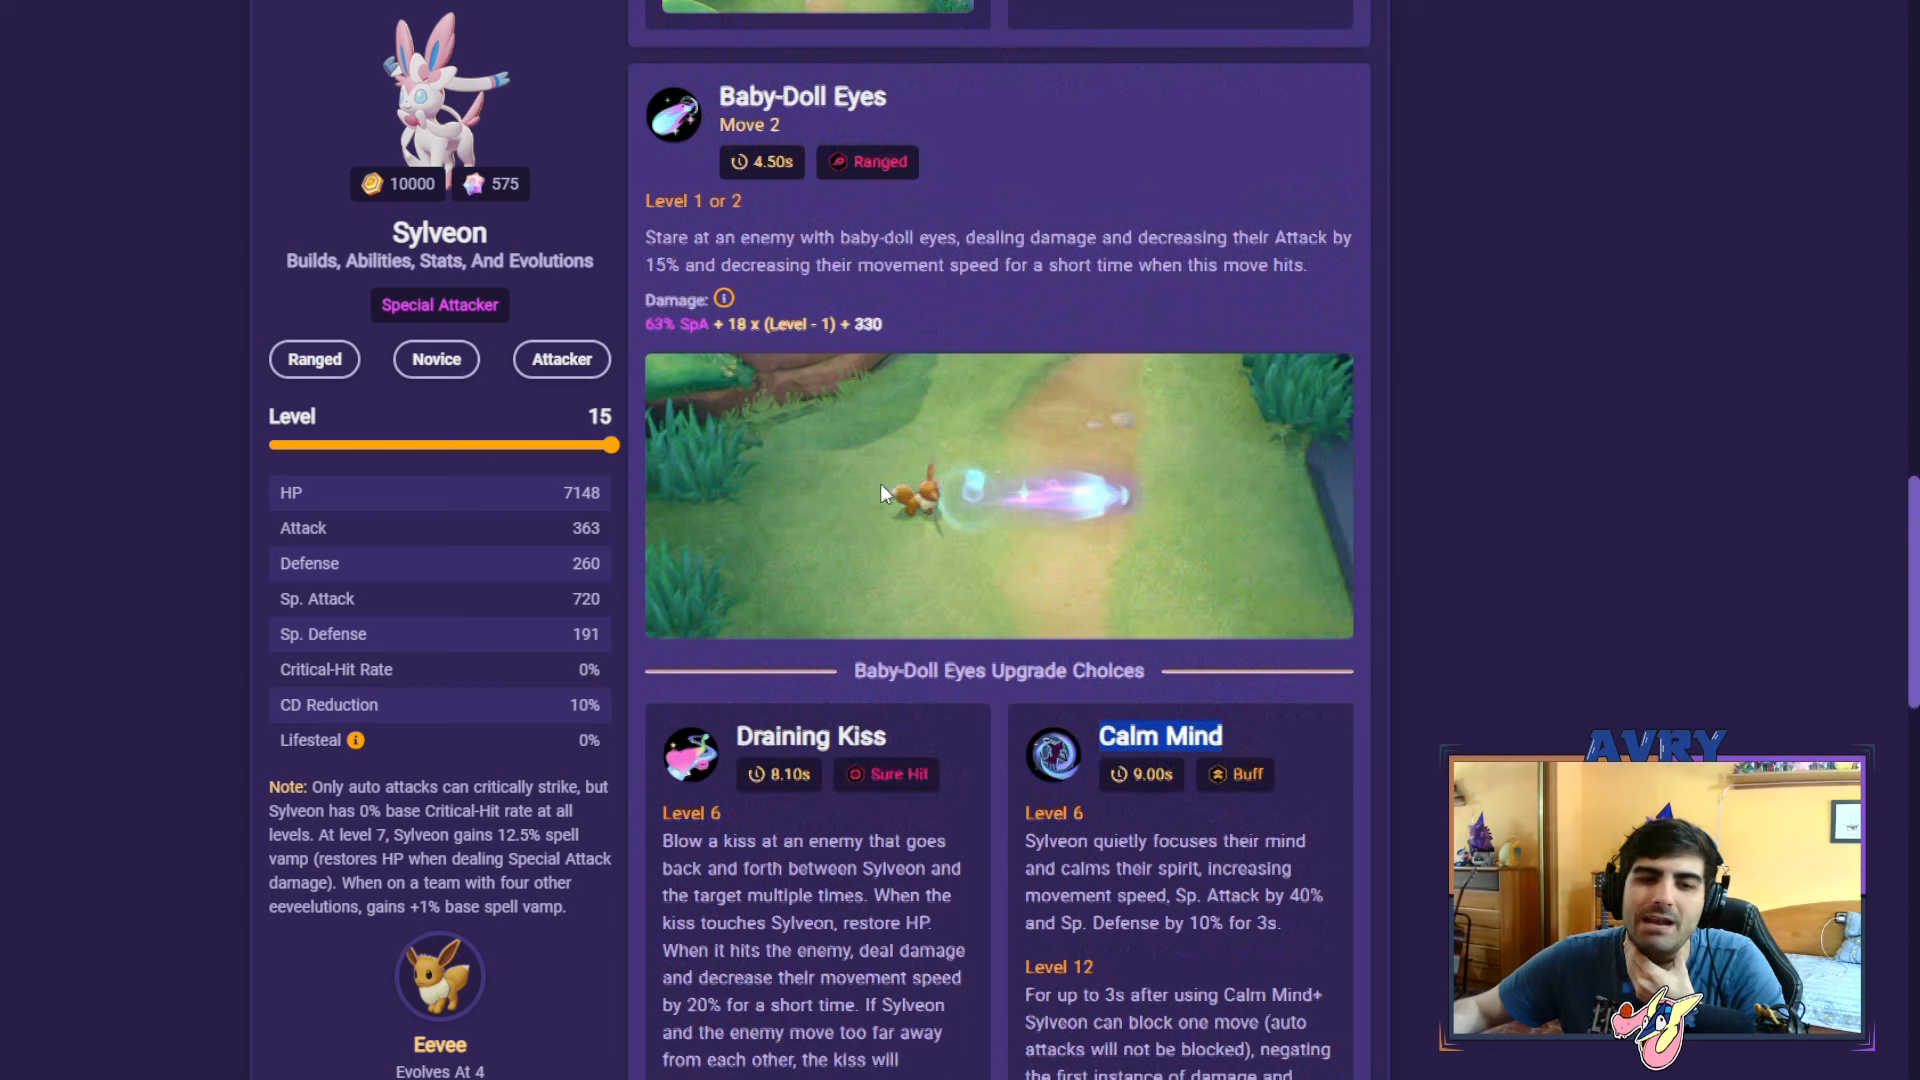 10000
575
Sylveon
Builds, Abilities, Stats, And Evolutions
Special Attacker
Ranged
Novice
Attacker
Level
15
HP
7148
Attack
363
Defense
260
Sp. Attack
720
Sp. Defense
191
Critical-Hit Rate
0%
CD Reduction
10%
Lifesteal
0%
Note: Only auto attacks can critically strike, but
Sylveon has 0% base Critical-Hit rate at all
levels. At level 7, Sylveon gains 12.5% spell
vamp (restores HP when dealing Special Attack
damage). When on a team with four other
eeveelutions, gains +1% base spell vamp.
Eevee
Evolves At 4
Baby-Doll Eyes
Move 2
4.50s
Ranged
Level 1 or 2
Stare at an enemy with baby-doll eyes, dealing damage and decreasing their Attack by
15% and decreasing their movement speed for a short time when this move hits.
Damage:
63% SpA + 18 x (Level - 1) + 330
Baby-Doll Eyes Upgrade Choices
Draining Kiss
8.10s
Sure Hit
Level 6
Blow a kiss at an enemy that goes
back and forth between Sylveon and
the target multiple times. When the
kiss touches Sylveon, restore HP.
When it hits the enemy, deal damage
and decrease their movement speed
by 20% for a short time. If Sylveon
and the enemy move too far away
from each other, the kiss will
Calm Mind
9.00s
Buff
Level 6
Sylveon quietly focuses their mind
and calms their spirit, increasing
movement speed, Sp. Attack by 40%
and Sp. Defense by 10% for 3s.
Level 12
For up to 3s after using Calm Mind+
Sylveon can block one move (auto
attacks will not be blocked), negating
the first instance of damage and
AVRY